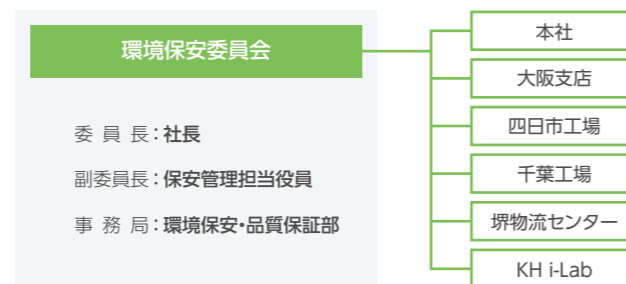 環境保安委員会
委員長：社長
副委員長：保安管理担当役員
事務局：環境保安・品質保証部
本社
大阪支店
四日市工場
千葉工場
堺物流センター
KH i-Lab